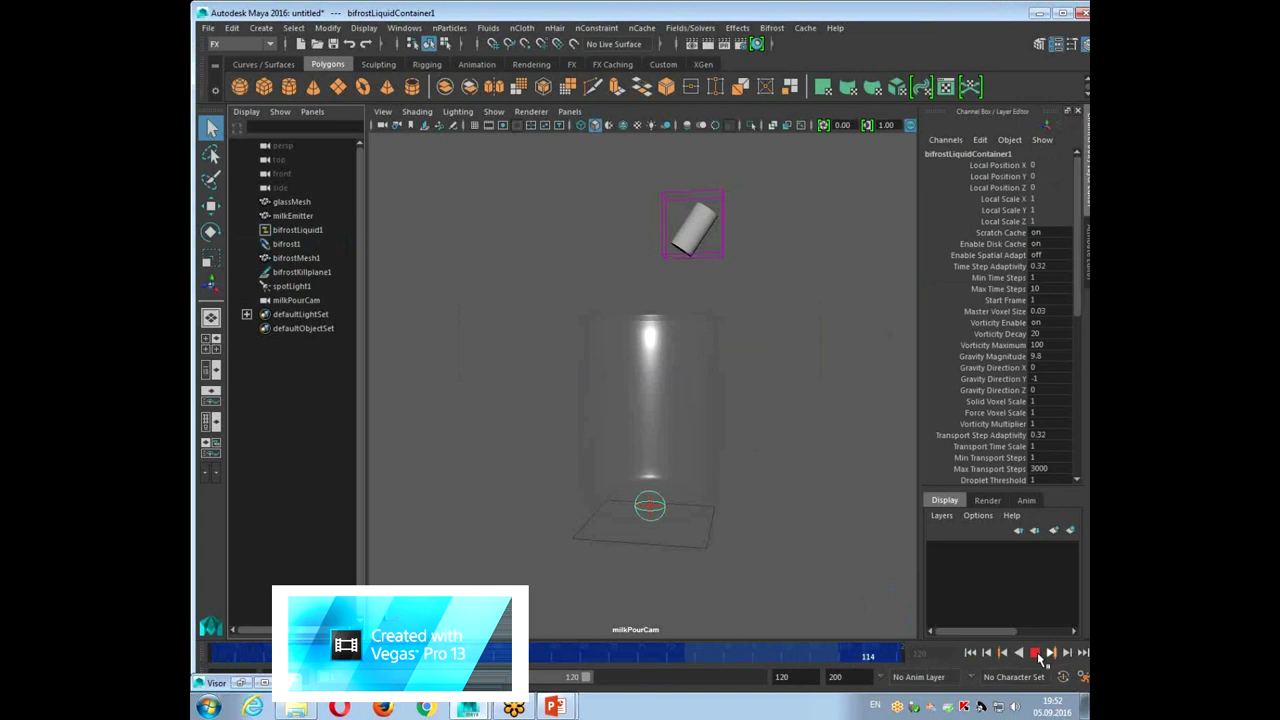 Autodesk Maya 2016: untitled* --- bifrostLiquidContainer1
File Edit Create Select Modify Display Windows nParticles Fluids nCloth nHair nConstraint nCache Fields/Solvers Effects Bifrost Cache Help
FX No Live Surface
Curves / Surfaces Polygons Sculpting Rigging Animation Rendering FX FX Caching Custom XGen
Display Show Panels
View Shading Lighting Show Renderer Panels
0.00 1.00
persp
top
front
side
glassMesh
milkEmitter
bifrostLiquid1
bifrost1
bifrostMesh1
bifrostKillplane1
spotLight1
milkPourCam
defaultLightSet
defaultObjectSet
milkPourCam
Channel Box / Layer Editor
Channels Edit Object Show
bifrostLiquidContainer1
Local Position X 0
Local Position Y 0
Local Position Z 0
Local Scale X 1
Local Scale Y 1
Local Scale Z 1
Scratch Cache on
Enable Disk Cache on
Enable Spatial Adapt off
Time Step Adaptivity 0.32
Min Time Steps 1
Max Time Steps 10
Start Frame 1
Master Voxel Size 0.03
Vorticity Enable on
Vorticity Decay 20
Vorticity Maximum 100
Gravity Magnitude 9.8
Gravity Direction X 0
Gravity Direction Y -1
Gravity Direction Z 0
Solid Voxel Scale 1
Force Voxel Scale 1
Vorticity Multiplier 1
Transport Step Adaptivity 0.32
Transport Time Scale 1
Min Transport Steps 1
Max Transport Steps 3000
Droplet Threshold 1
Display Render Anim
Layers Options Help
Created with
Vegas™ Pro 13
114 120
120 120 200 No Anim Layer No Character Set
Visor
EN 19:52
05.09.2016